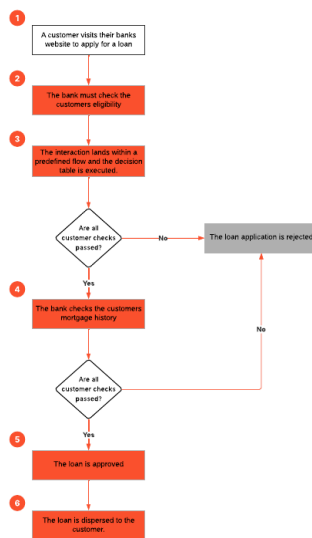 1
A customer visits their banks
website to apply for a loan
2
The bank must check the
customers eligibility
3
The interaction lands within a
predefined flow and the decision
table is executed.
Are all
customer checks
passed?
No
The loan application is rejected
Yes
4
The bank checks the customers
mortgage history
No
Are all
customer checks
passed?
Yes
5
The loan is approved
6
The loan is dispersed to the
customer.